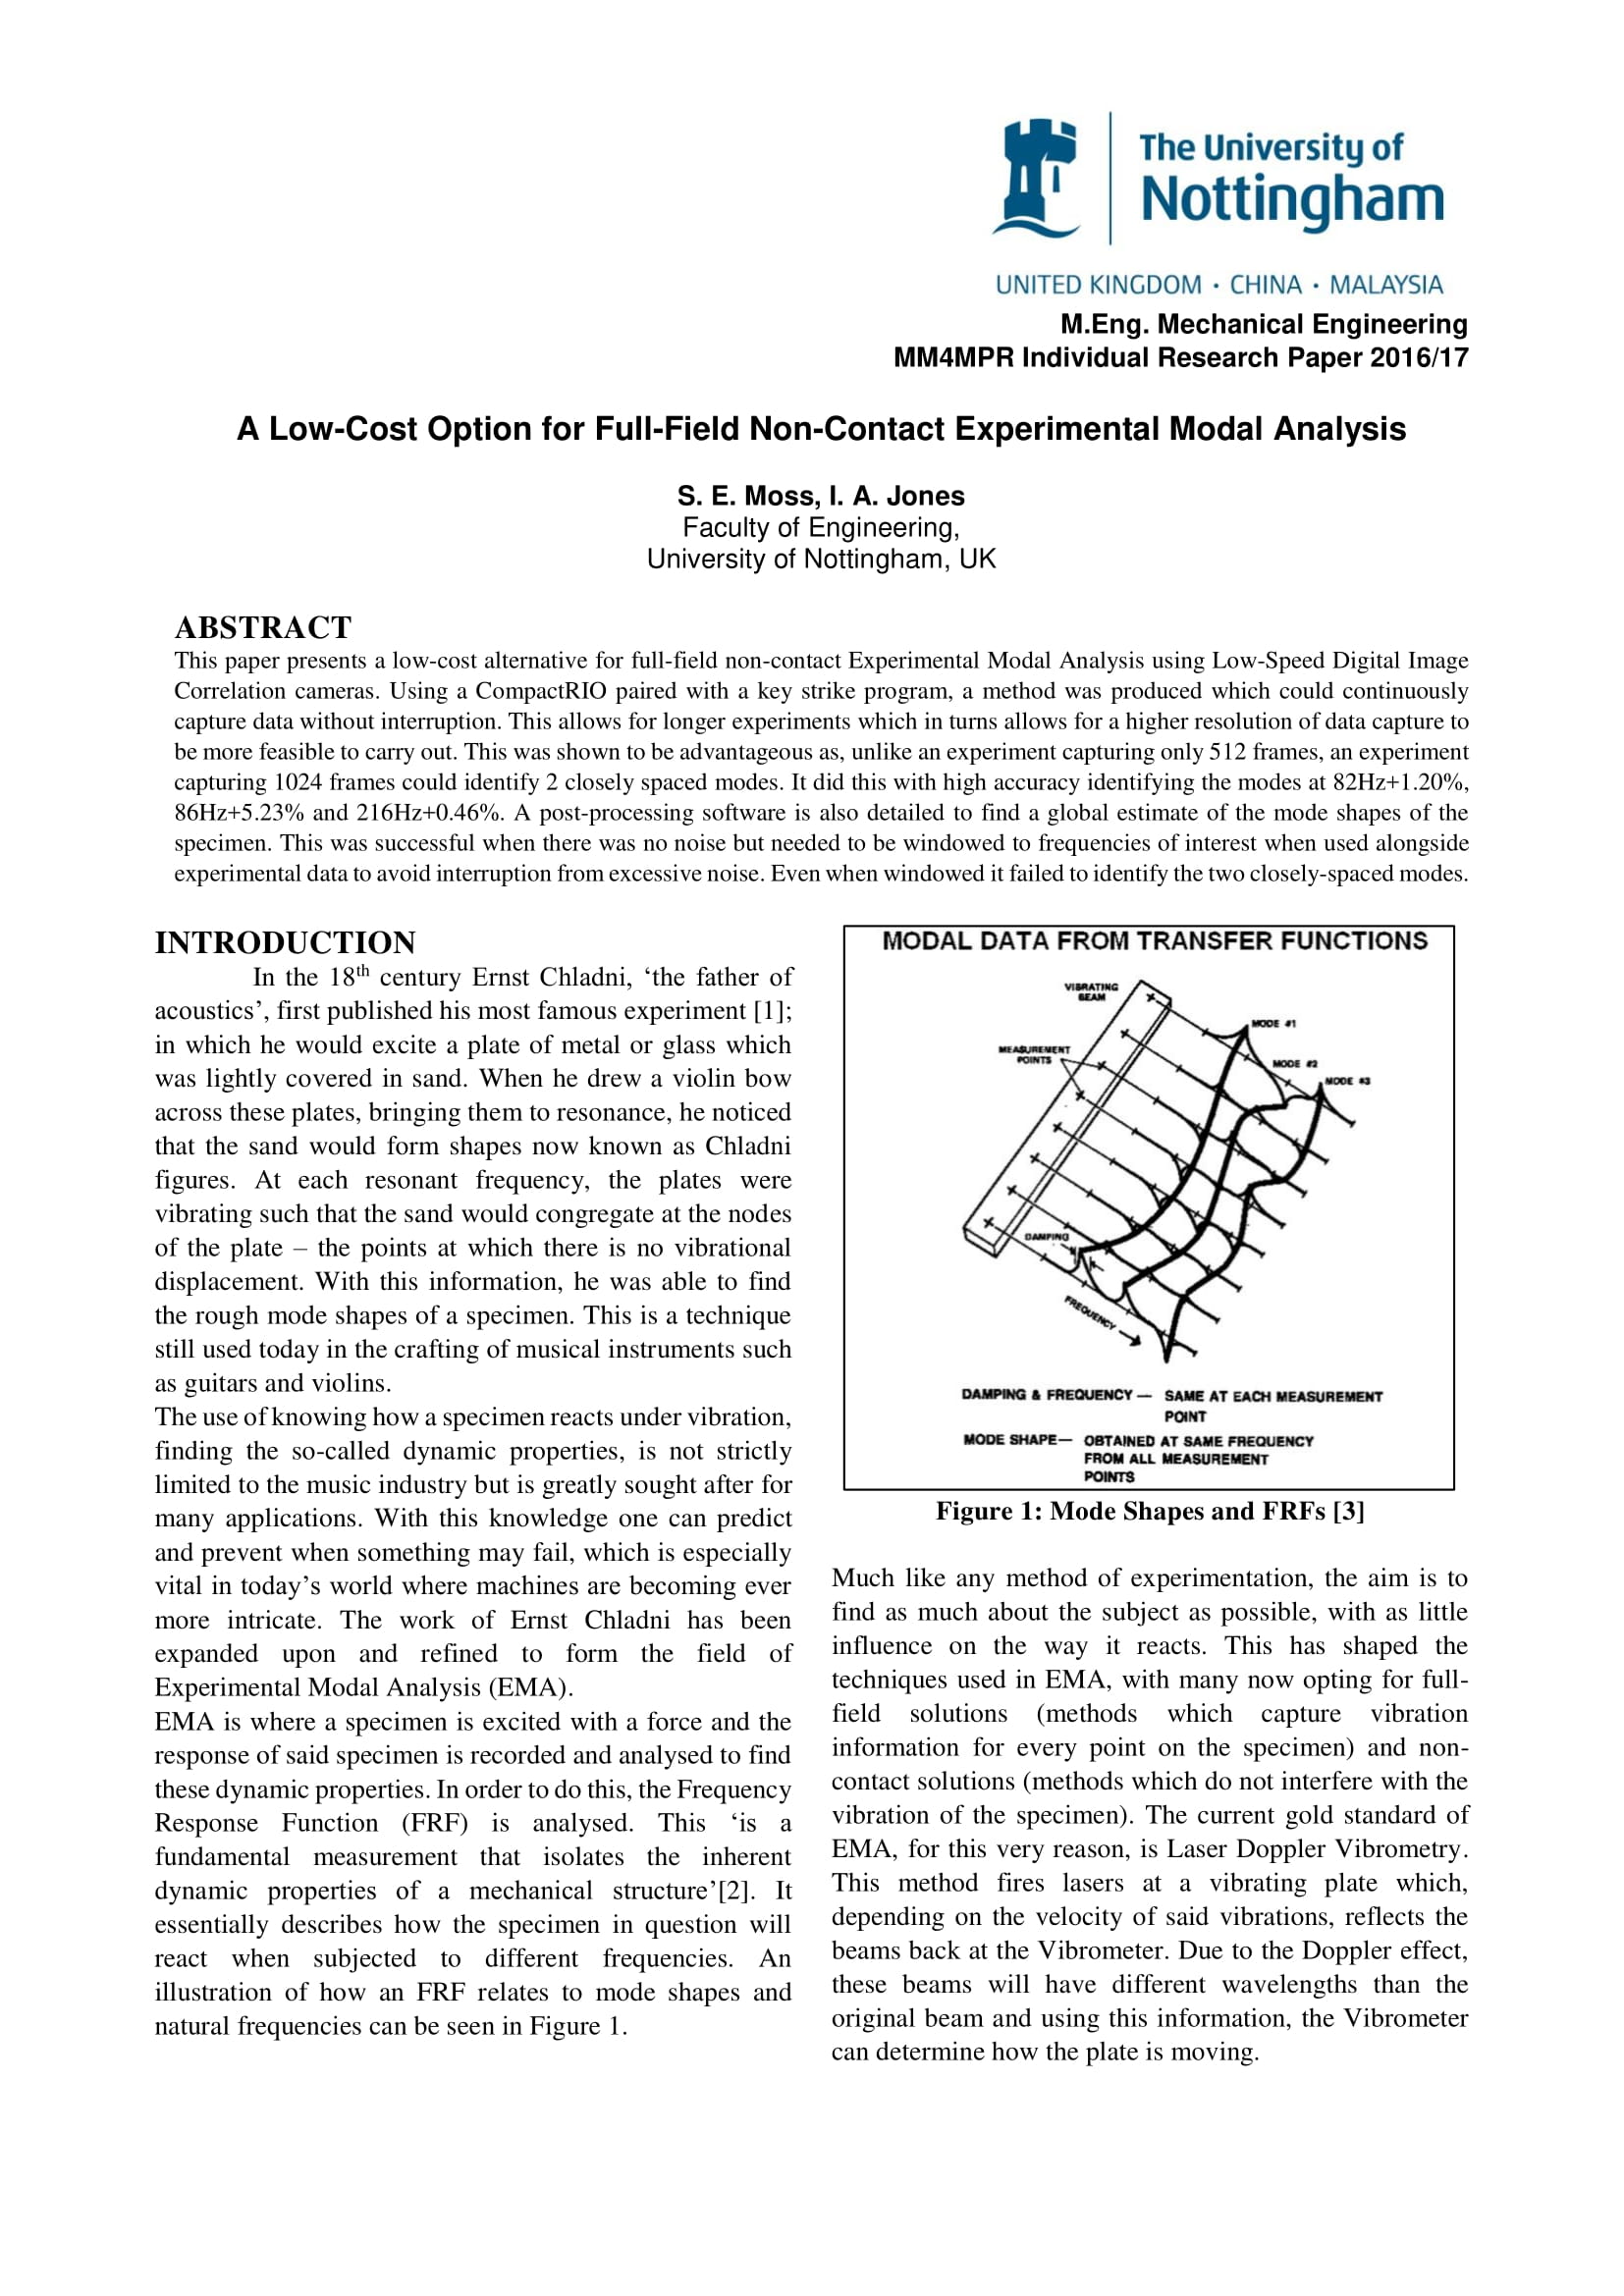 The University of
Nottingham
UNITED KINGDOM · CHINA · MALAYSIA
M.Eng. Mechanical Engineering
MM4MPR Individual Research Paper 2016/17
A Low-Cost Option for Full-Field Non-Contact Experimental Modal Analysis
S. E. Moss, I. A. Jones
Faculty of Engineering,
University of Nottingham, UK
ABSTRACT
This paper presents a low-cost alternative for full-field non-contact Experimental Modal Analysis using Low-Speed Digital Image
Correlation cameras. Using a CompactRIO paired with a key strike program, a method was produced which could continuously
capture data without interruption. This allows for longer experiments which in turns allows for a higher resolution of data capture to
be more feasible to carry out. This was shown to be advantageous as, unlike an experiment capturing only 512 frames, an experiment
capturing 1024 frames could identify 2 closely spaced modes. It did this with high accuracy identifying the modes at 82Hz+1.20%,
86Hz+5.23% and 216Hz+0.46%. A post-processing software is also detailed to find a global estimate of the mode shapes of the
specimen. This was successful when there was no noise but needed to be windowed to frequencies of interest when used alongside
experimental data to avoid interruption from excessive noise. Even when windowed it failed to identify the two closely-spaced modes.
INTRODUCTION
In the 18th century Ernst Chladni, ‘the father of
acoustics’, first published his most famous experiment [1];
in which he would excite a plate of metal or glass which
was lightly covered in sand. When he drew a violin bow
across these plates, bringing them to resonance, he noticed
that the sand would form shapes now known as Chladni
figures. At each resonant frequency, the plates were
vibrating such that the sand would congregate at the nodes
of the plate – the points at which there is no vibrational
displacement. With this information, he was able to find
the rough mode shapes of a specimen. This is a technique
still used today in the crafting of musical instruments such
as guitars and violins.
The use of knowing how a specimen reacts under vibration,
finding the so-called dynamic properties, is not strictly
limited to the music industry but is greatly sought after for
many applications. With this knowledge one can predict
and prevent when something may fail, which is especially
vital in today’s world where machines are becoming ever
more intricate. The work of Ernst Chladni has been
expanded upon and refined to form the field of
Experimental Modal Analysis (EMA).
EMA is where a specimen is excited with a force and the
response of said specimen is recorded and analysed to find
these dynamic properties. In order to do this, the Frequency
Response Function (FRF) is analysed. This ‘is a
fundamental measurement that isolates the inherent
dynamic properties of a mechanical structure’[2]. It
essentially describes how the specimen in question will
react when subjected to different frequencies. An
illustration of how an FRF relates to mode shapes and
natural frequencies can be seen in Figure 1.
MODAL DATA FROM TRANSFER FUNCTIONS
VIBRATING
BEAM
MODE #1
MEASUREMENT
POINTS
MODE #2
MODE #3
DAMPING
FREQUENCY
DAMPING & FREQUENCY — SAME AT EACH MEASUREMENT
POINT
MODE SHAPE— OBTAINED AT SAME FREQUENCY
FROM ALL MEASUREMENT
POINTS
Figure 1: Mode Shapes and FRFs [3]
Much like any method of experimentation, the aim is to
find as much about the subject as possible, with as little
influence on the way it reacts. This has shaped the
techniques used in EMA, with many now opting for full-
field solutions (methods which capture vibration
information for every point on the specimen) and non-
contact solutions (methods which do not interfere with the
vibration of the specimen). The current gold standard of
EMA, for this very reason, is Laser Doppler Vibrometry.
This method fires lasers at a vibrating plate which,
depending on the velocity of said vibrations, reflects the
beams back at the Vibrometer. Due to the Doppler effect,
these beams will have different wavelengths than the
original beam and using this information, the Vibrometer
can determine how the plate is moving.